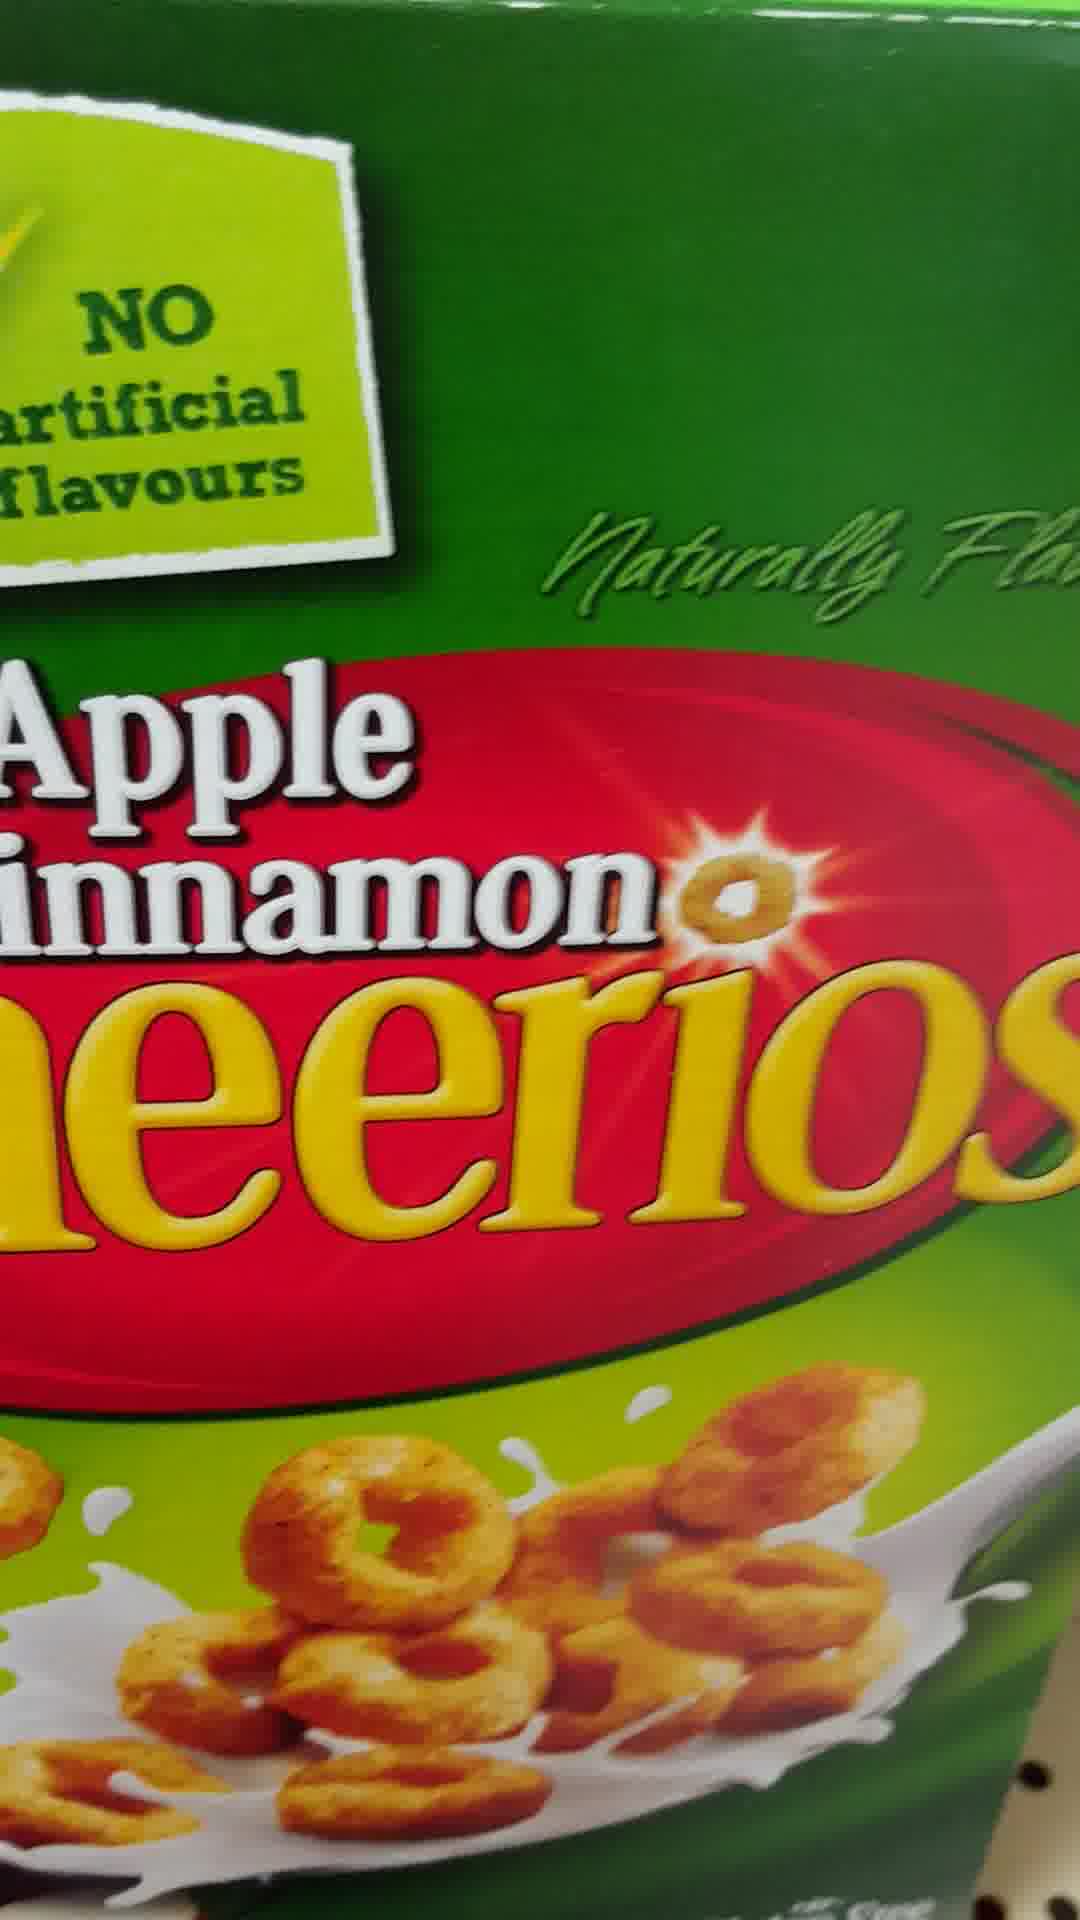 NO
artificial
flavours
Naturally Fla
Apple
innamon
heerios